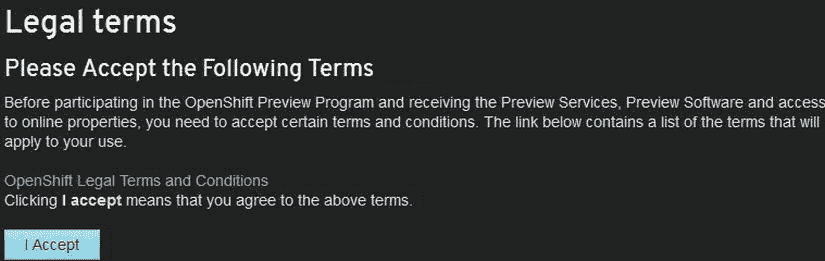 Legal terms
Please Accept the Following Terms
Before participating in the OpenShift Preview Program and receiving the Preview Services, Preview Software and access
to online properties, you need to accept certain terms and conditions. The link below contains a list of the terms that will
apply to your use.
OpenShift Legal Terms and Conditions
Clicking I accept means that you agree to the above terms.
I Accept